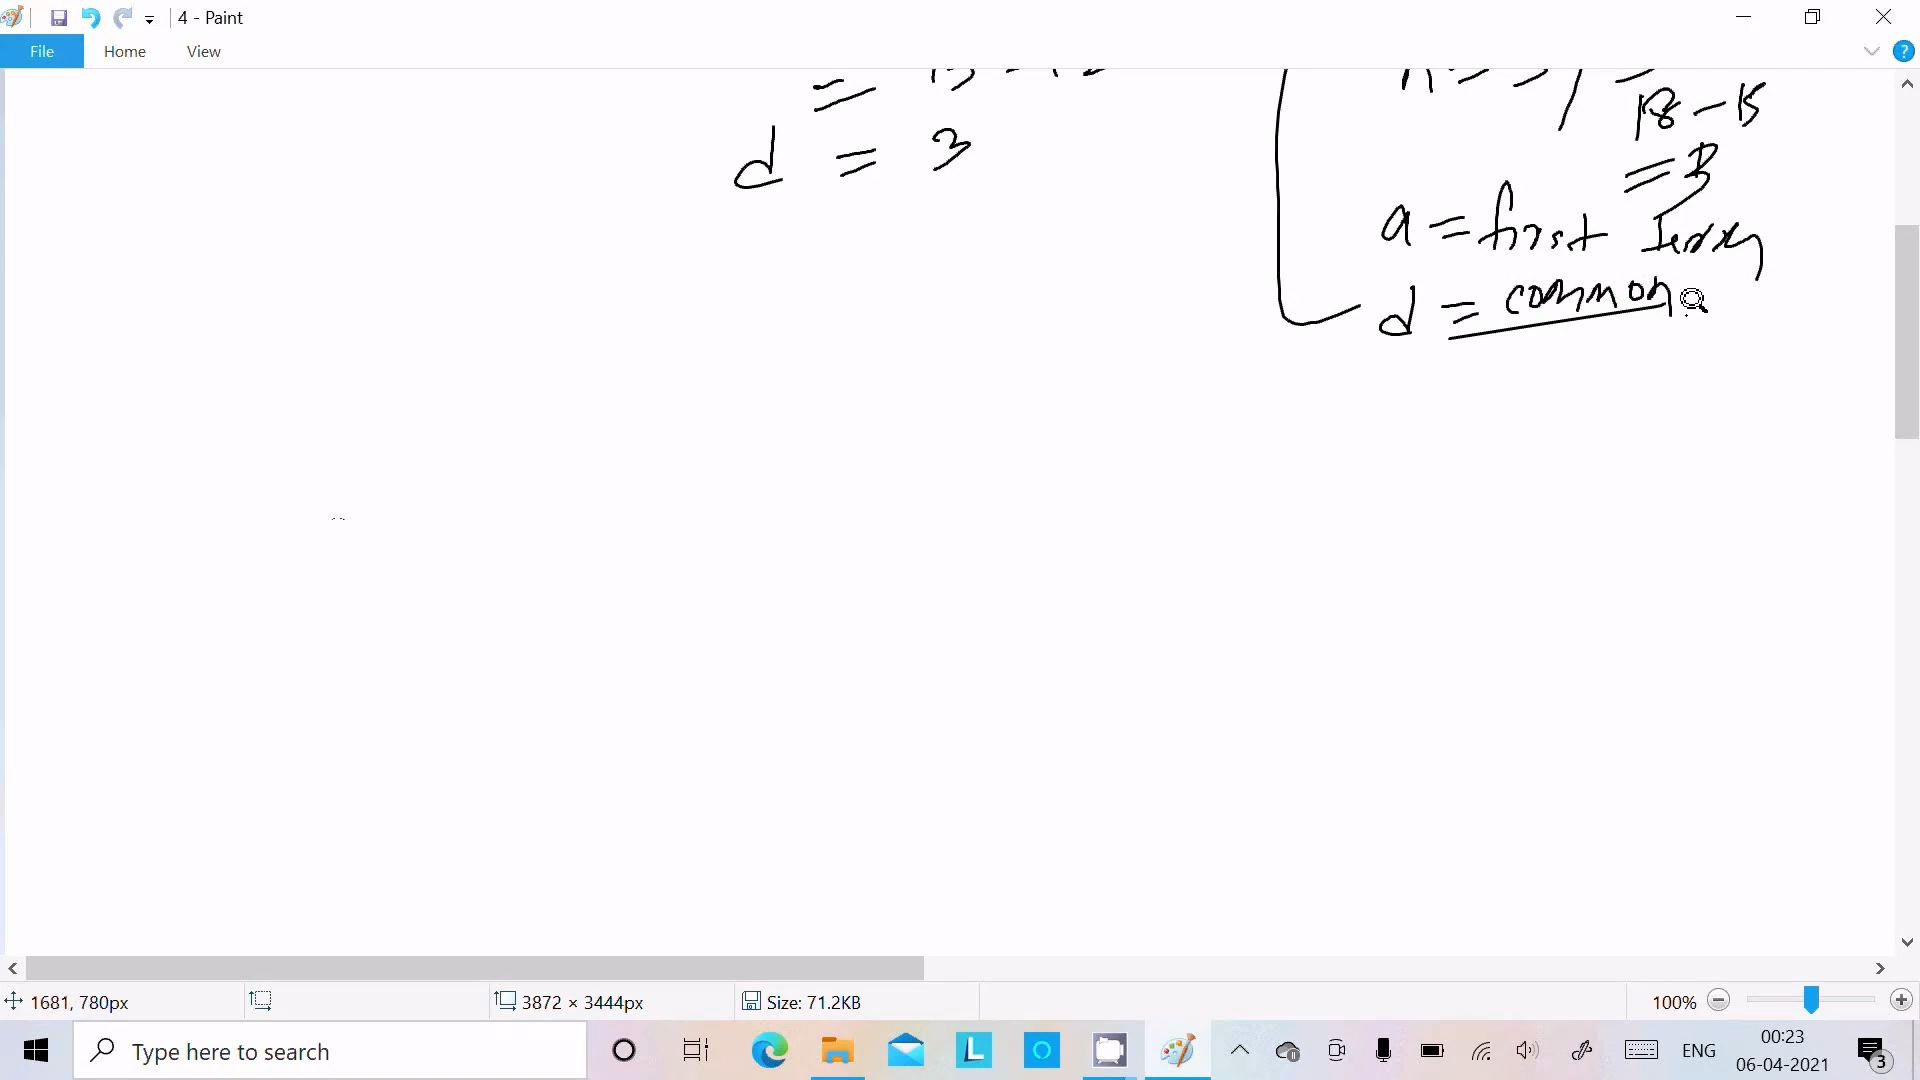 4 - Paint
File Home View
d = 3
18 - 15
= 3
a = first term
d = common
1681, 780px
3872 × 3444px
Size: 71.2KB
100%
Type here to search
ENG
00:23
06-04-2021
3